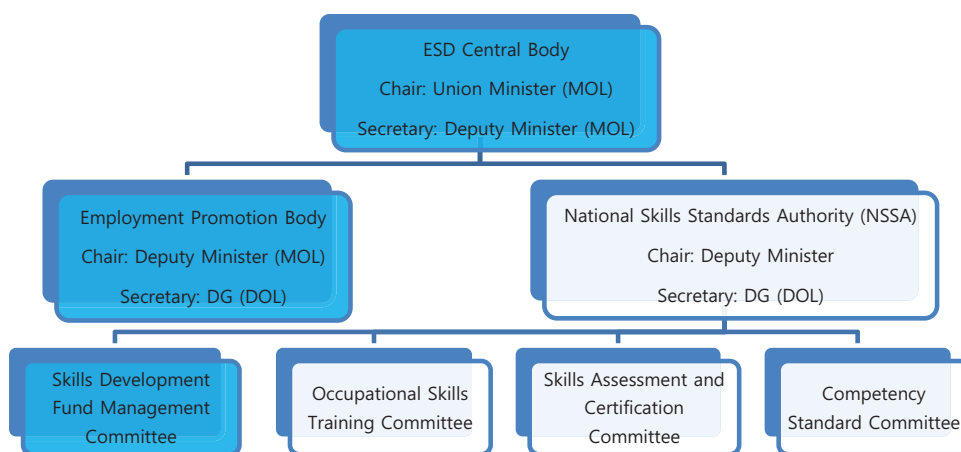 ESD Central Body
Chair: Union Minister (MOL)
Secretary: Deputy Minister (MOL)
Employment Promotion Body
Chair: Deputy Minister (MOL)
Secretary: DG (DOL)
National Skills Standards Authority (NSSA)
Chair: Deputy Minister
Secretary: DG (DOL)
Skills Development
Fund Management
Committee
Occupational Skills
Training Committee
Skills Assessment and
Certification
Committee
Competency
Standard Committee